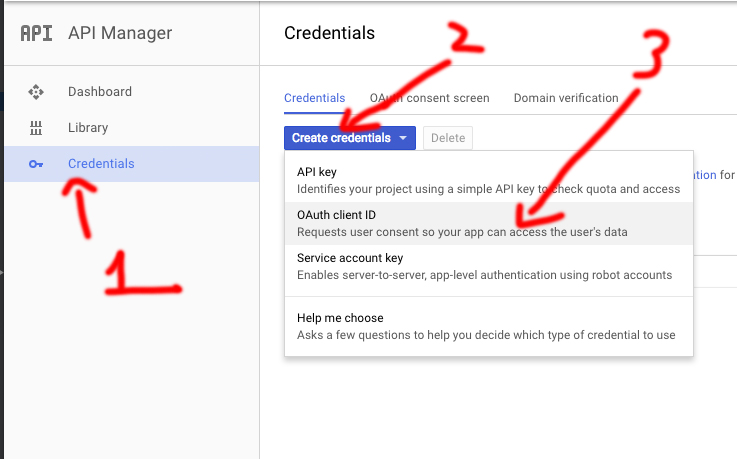 API API Manager
Credentials
2
3
Dashboard
Library
Credentials
1
Credentials OAuth consent screen Domain verification
Create credentials Delete
API key
Identifies your project using a simple API key to check quota and access
for
OAuth client ID
Requests user consent so your app can access the user's data
Service account key
Enables server-to-server, app-level authentication using robot accounts
Help me choose
Asks a few questions to help you decide which type of credential to use